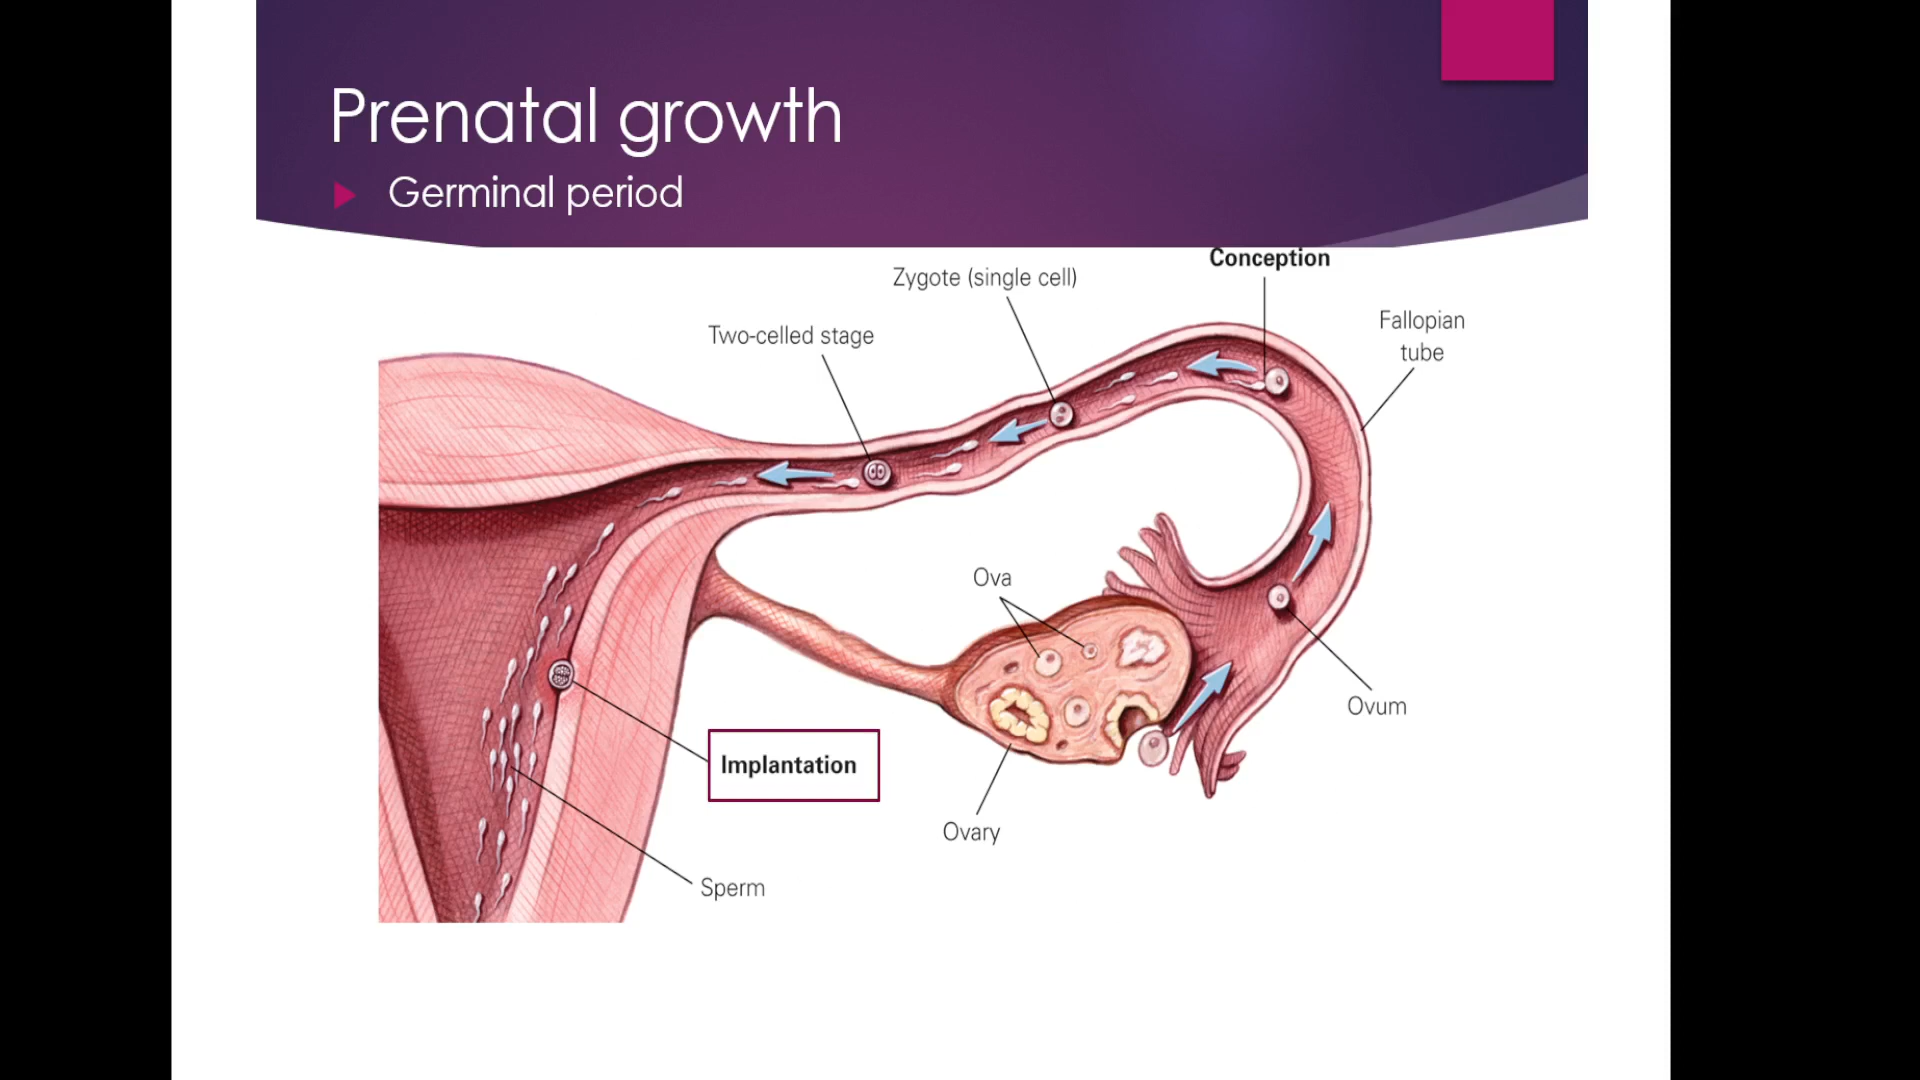 Prenatal growth
Germinal period
Conception
Zygote (single cell)
Fallopian
tube
Two-celled stage
Ova
Ovum
Implantation
Ovary
Sperm